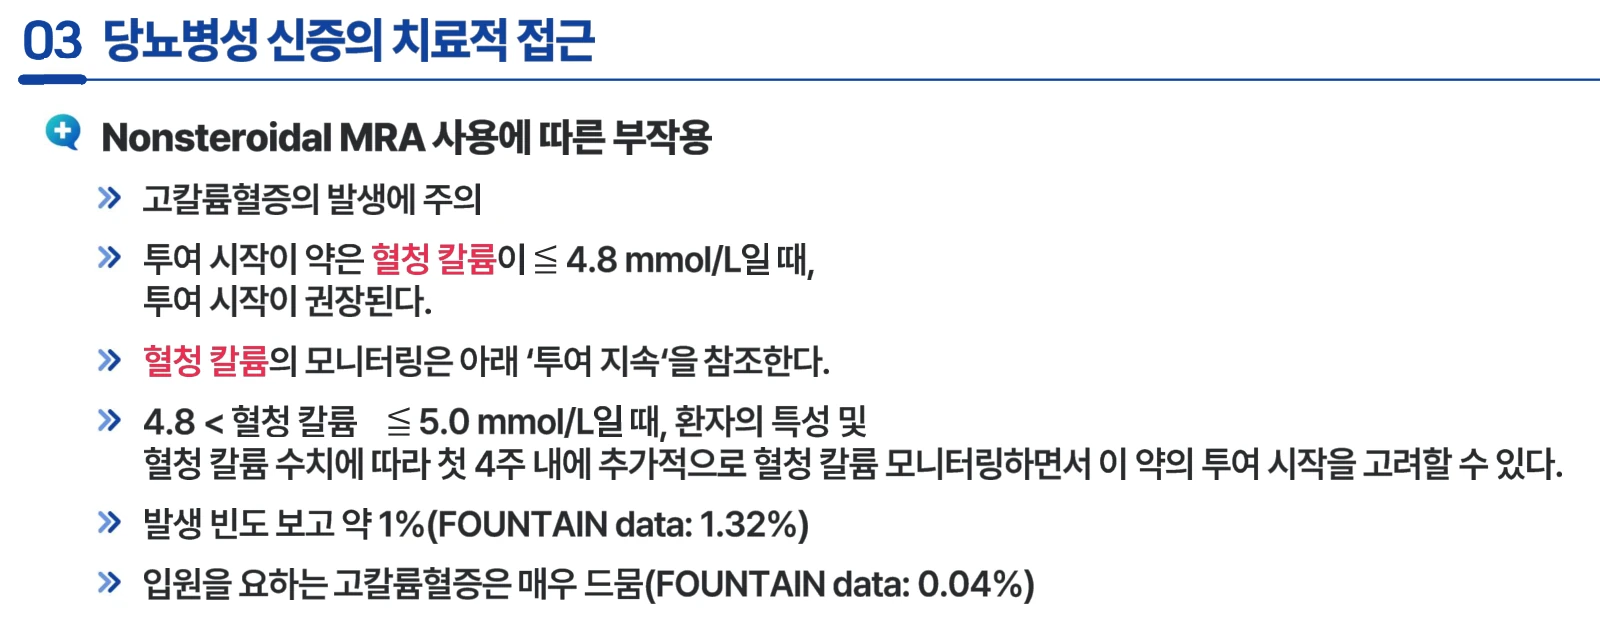 03 당뇨병성 신증의 치료적 접근
Nonsteroidal MRA 사용에 따른 부작용
고칼륨혈증의 발생에 주의
투여 시작이 약은 혈청 칼륨이 ≦ 4.8 mmol/L일 때,
투여 시작이 권장된다.
혈청 칼륨의 모니터링은 아래 ‘투여 지속‘을 참조한다.
4.8 < 혈청 칼륨 ≦ 5.0 mmol/L일 때, 환자의 특성 및
혈청 칼륨 수치에 따라 첫 4주 내에 추가적으로 혈청 칼륨 모니터링하면서 이 약의 투여 시작을 고려할 수 있다.
발생 빈도 보고 약 1%(FOUNTAIN data: 1.32%)
입원을 요하는 고칼륨혈증은 매우 드뭄(FOUNTAIN data: 0.04%)